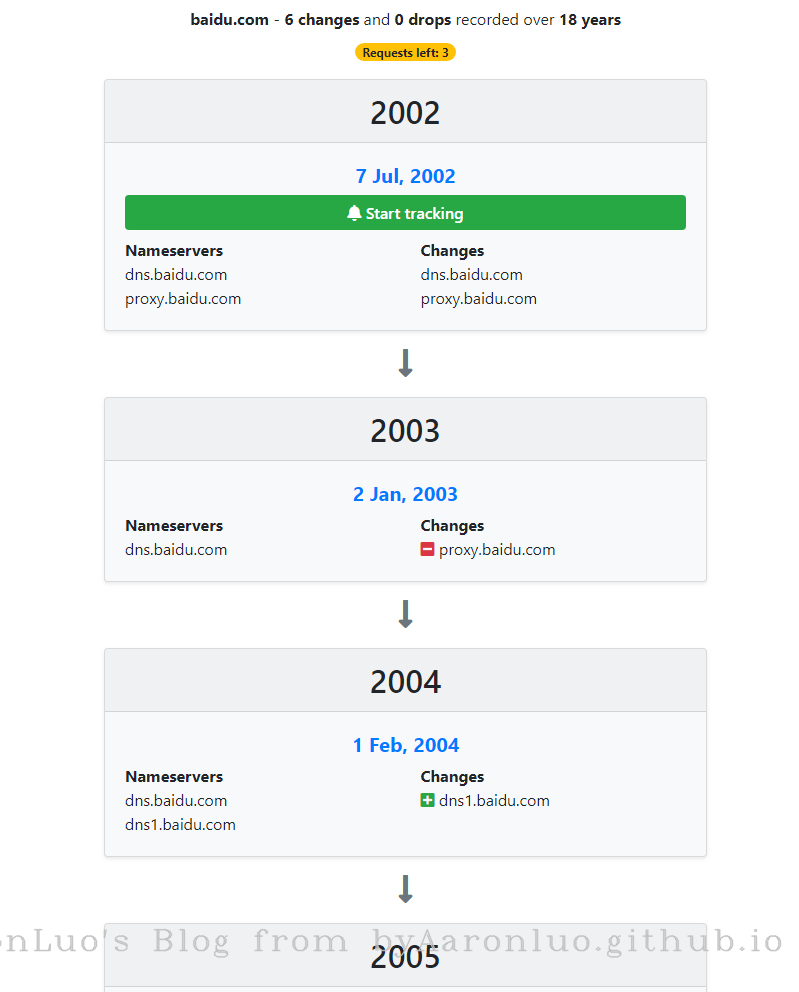 baidu.com - 6 changes and 0 drops recorded over 18 years
Requests left: 3
2002
7 Jul, 2002
Start tracking
Nameservers Changes
dns.baidu.com dns.baidu.com
proxy.baidu.com proxy.baidu.com
2003
2 Jan, 2003
Nameservers Changes
dns.baidu.com proxy.baidu.com
2004
1 Feb, 2004
Nameservers Changes
dns.baidu.com dns1.baidu.com
dns1.baidu.com
nLuo's Blog from byAaronluo.github.io
2005